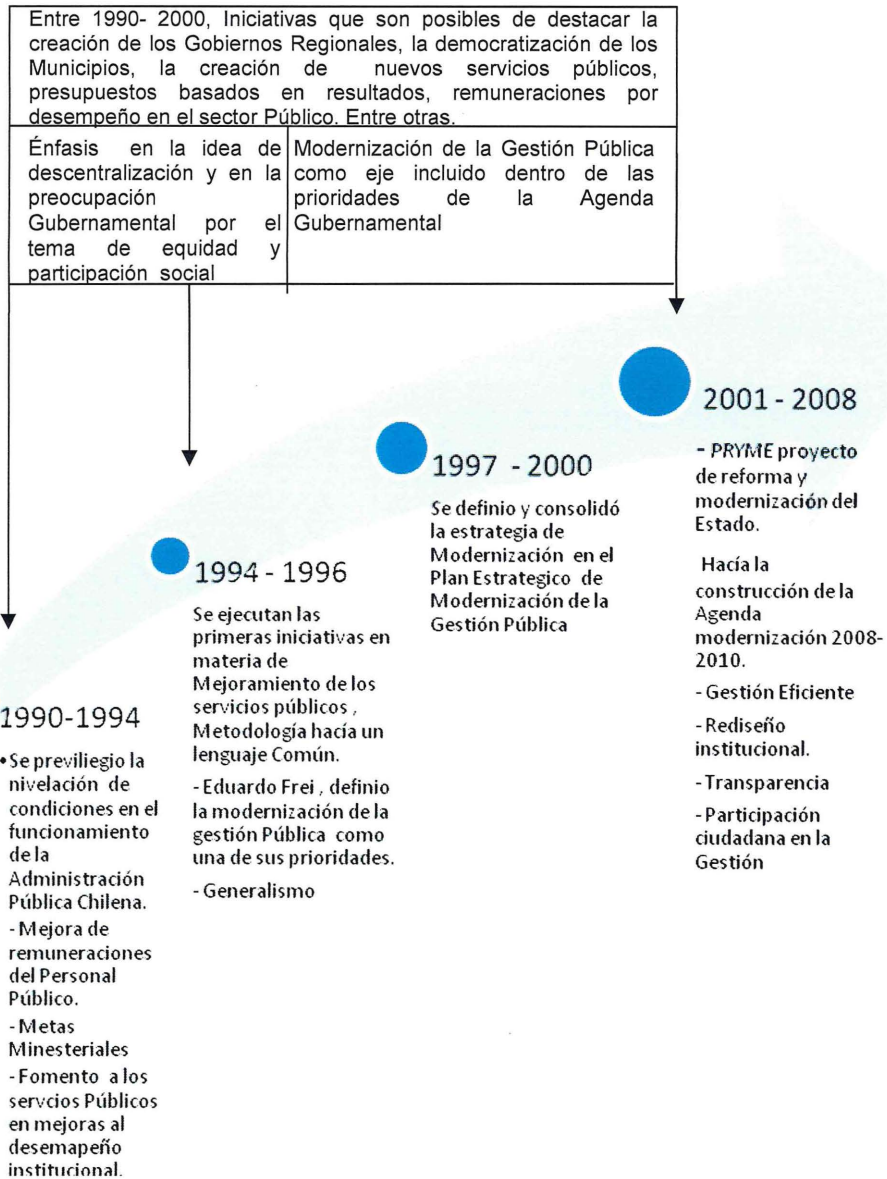 Entre 1990- 2000, Iniciativas que son posibles de destacar la
creación de los Gobiernos Regionales, la democratización de los
Municipios, la creación de nuevos servicios públicos,
presupuestos basados en resultados, remuneraciones por
desempeño en el sector Público. Entre otras.
Énfasis en la idea de
descentralización y en la
preocupación
Gubernamental por el
tema de equidad y
participación social
Modernización de la Gestión Pública
como eje incluido dentro de las
prioridades de la Agenda
Gubernamental
1990-1994
•Se previliegio la
nivelación de
condiciones en el
funcionamiento
de la
Administración
Pública Chilena.
- Mejora de
remuneraciones
del Personal
Público.
- Metas
Minesteriales
- Fomento a los
servcios Públicos
en mejoras al
desemapeño
institucional.
1994 - 1996
Se ejecutan las
primeras iniciativas en
materia de
Mejoramiento de los
servicios públicos ,
Metodología hacía un
lenguaje Común.
- Eduardo Frei , definio
la modernización de la
gestión Pública como
una de sus prioridades.
- Generalismo
1997 - 2000
Se definio y consolidó
la estrategia de
Modernización en el
Plan Estrategico de
Modernización de la
Gestión Pública
2001 - 2008
- PRYME proyecto
de reforma y
modernización del
Estado.
Hacía la
construcción de la
Agenda
modernización 2008-
2010.
- Gestión Eficiente
- Rediseño
institucional.
- Transparencia
- Participación
ciudadana en la
Gestión